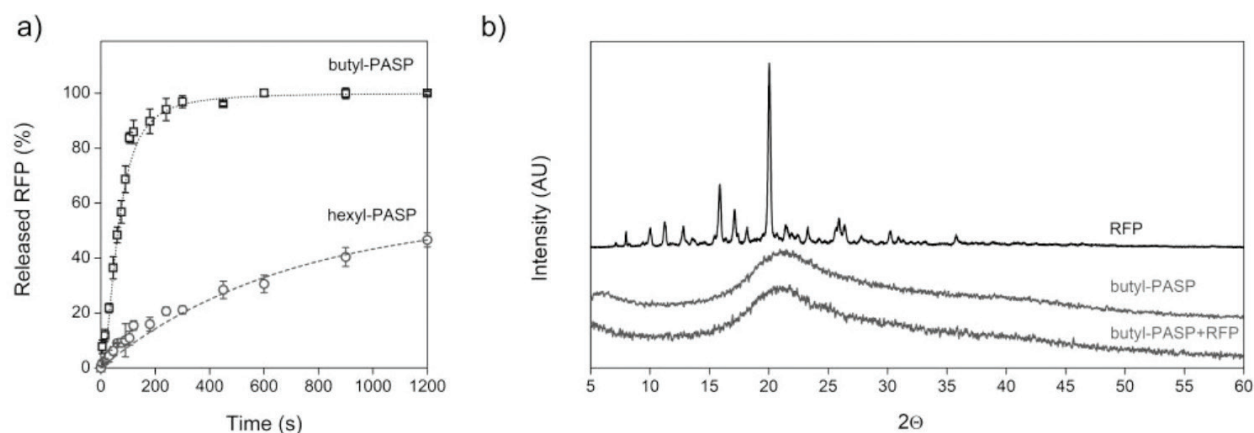 a)
butyl-PASP
hexyl-PASP
Released RFP (%)
100
80
60
40
20
0
0 200 400 600 800 1000 1200
Time (s)
b)
Intensity (AU)
RFP
butyl-PASP
butyl-PASP+RFP
5 10 15 20 25 30 35 40 45 50 55 60
2Θ